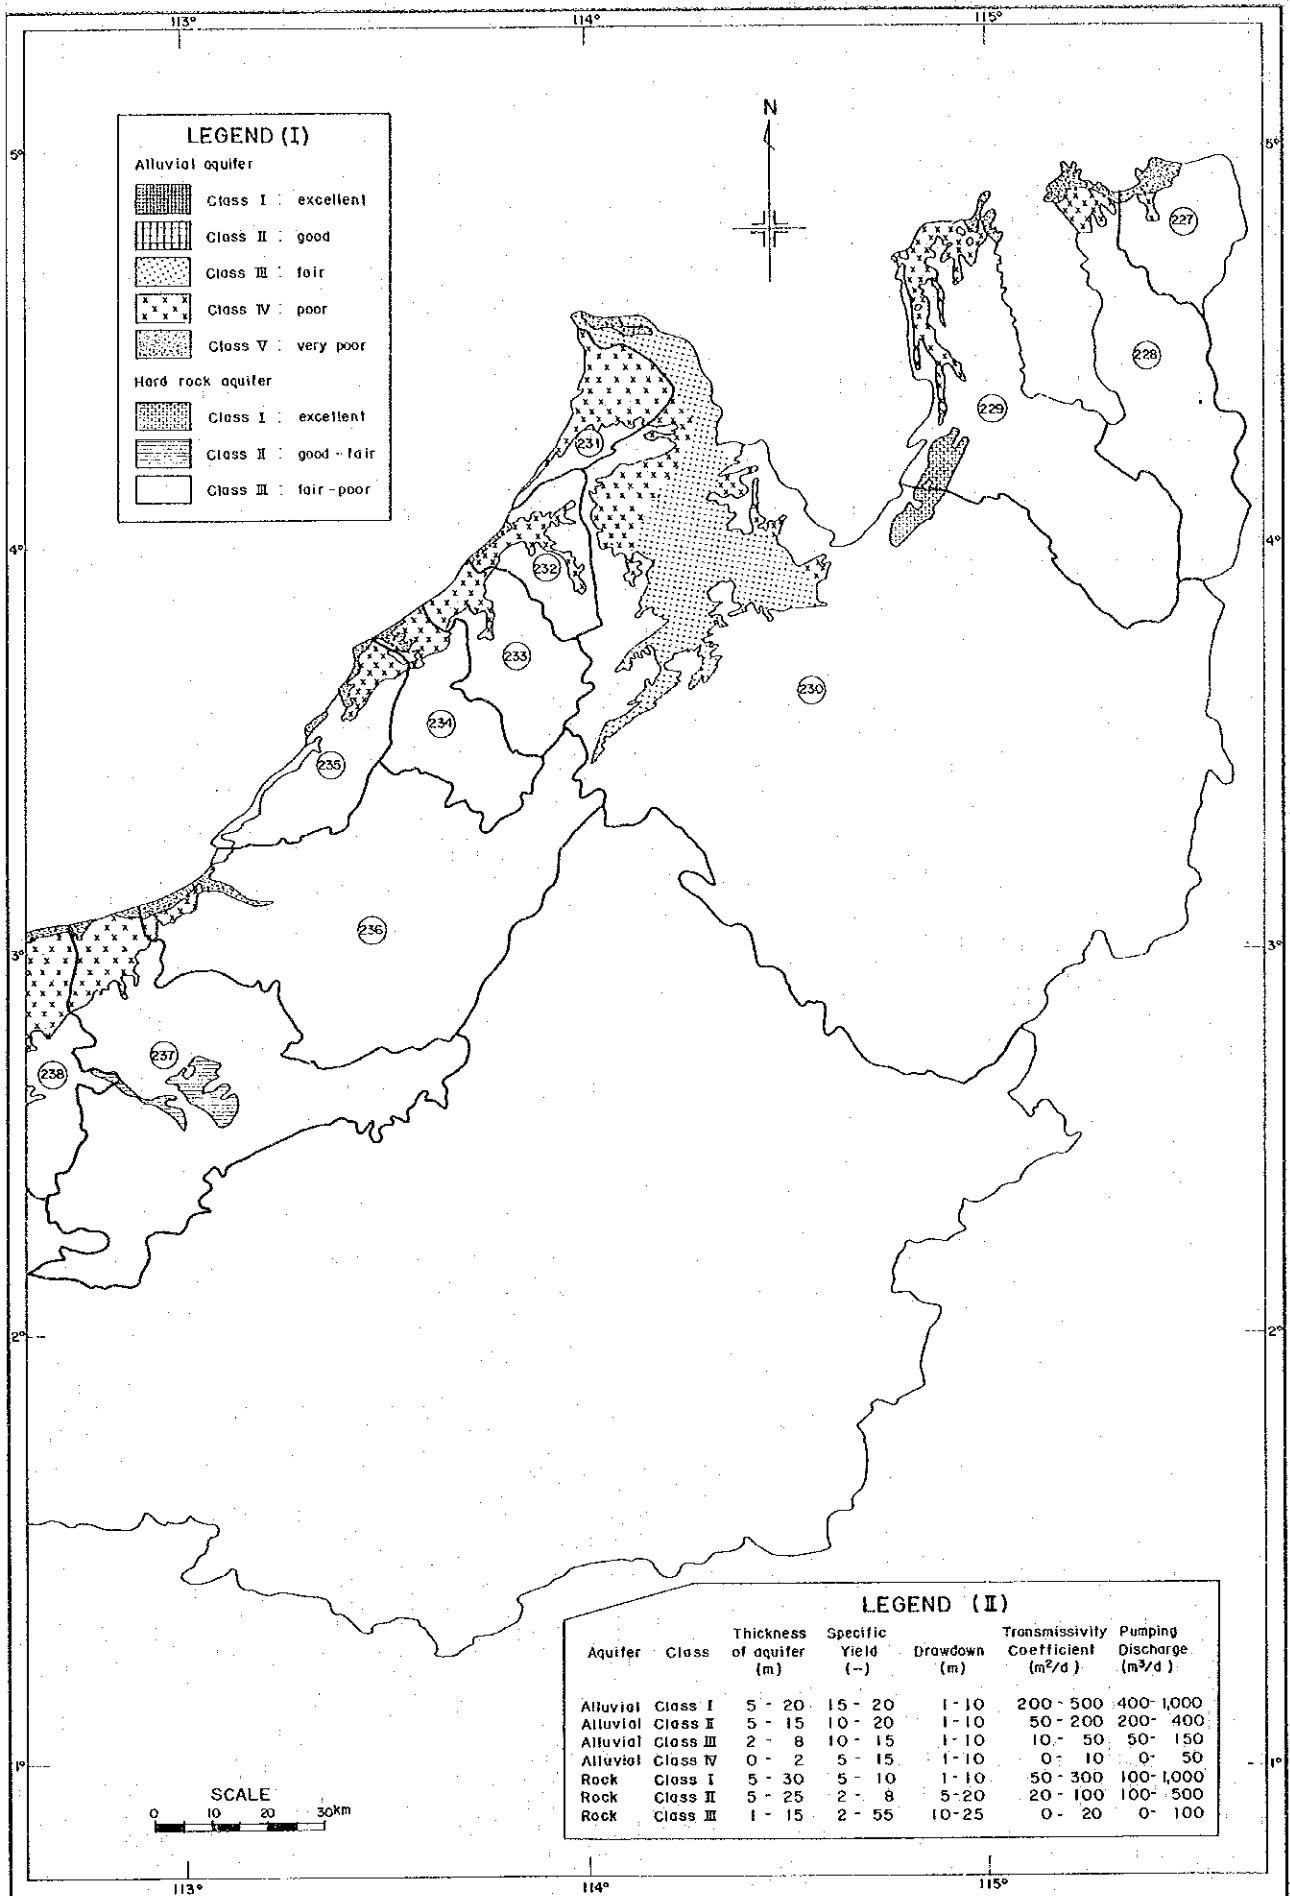 113° 114° 115°
N
LEGEND (I)
5° 5°
Alluvial aquifer
Class I : excellent
Class II : good
Class III : fair
Class IV : poor
Class V : very poor
Hard rock aquifer
Class I : excellent
Class II : good - fair
Class III : fair - poor
227
228
229
231
4° 4°
232
233
230
234
235
236
3° 3°
237
238
2° 2°
LEGEND (II)
Aquifer Class Thickness of aquifer (m) Specific Yield (-) Drawdown (m) Transmissivity Coefficient (m²/d) Pumping Discharge (m³/d)
Alluvial Class I 5 - 20 15 - 20 1 - 10 200 - 500 400 - 1,000
Alluvial Class II 5 - 15 10 - 20 1 - 10 50 - 200 200 - 400
Alluvial Class III 2 - 8 10 - 15 1 - 10 10 - 50 50 - 150
Alluvial Class IV 0 - 2 5 - 15 1 - 10 0 - 10 0 - 50
Rock Class I 5 - 30 5 - 10 1 - 10 50 - 300 100 - 1,000
Rock Class II 5 - 25 2 - 8 5 - 20 20 - 100 100 - 500
Rock Class III 1 - 15 2 - 55 10 - 25 0 - 20 0 - 100
1° 1°
SCALE
0 10 20 30km
113° 114° 115°